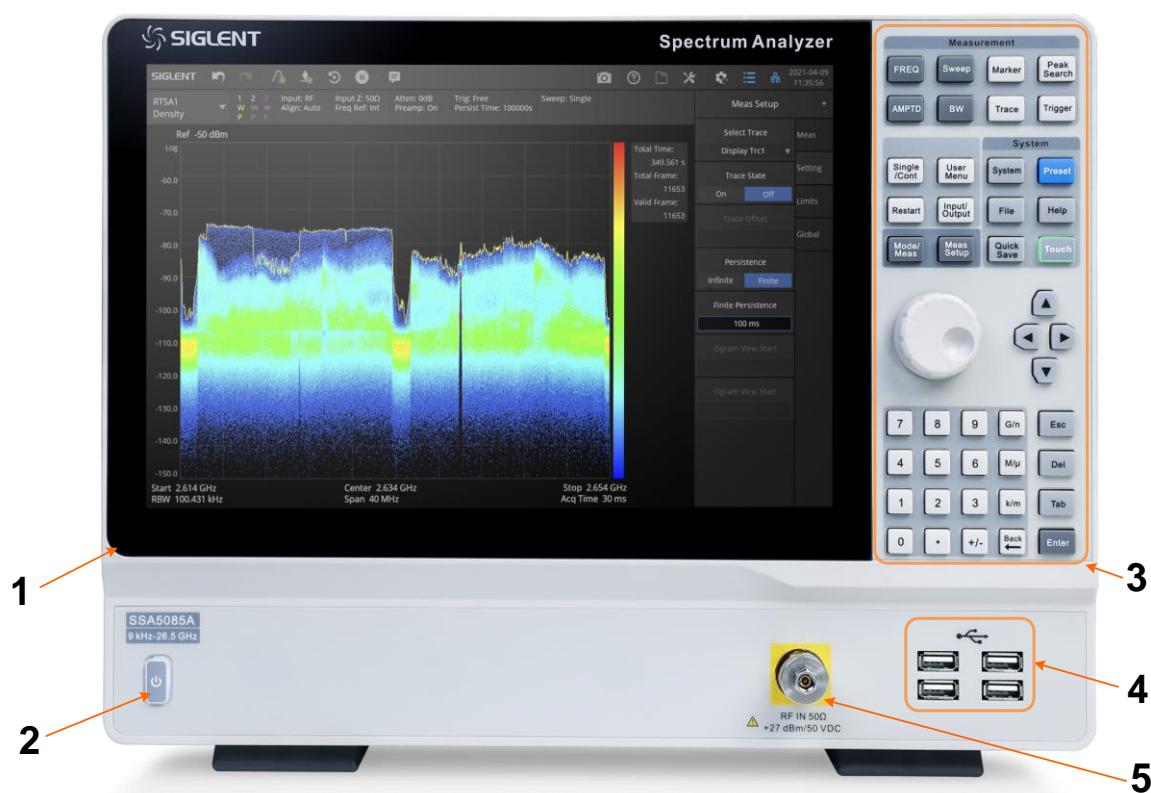 SIGLENT
Spectrum Analyzer
SIGLENT
2021-04-09
11:35:56
RTSA1
Density
1 2 3
W W W
P P P
Input: RF
Align: Auto
Input Z: 50Ω
Freq Ref: Int
Atten: 0dB
Preamp: On
Trig: Free
Persist Time: 100000s
Sweep: Single
Meas Setup
Ref -50 dBm
Log
-60.0
-70.0
-80.0
-90.0
-100.0
-110.0
-120.0
-130.0
-140.0
-150.0
Total Time:
349.561 s
Total Frame:
11653
Valid Frame:
11653
Start 2.614 GHz
RBW 100.431 kHz
Center 2.634 GHz
Span 40 MHz
Stop 2.654 GHz
Acq Time 30 ms
Select Trace
Display Trc1
Trace State
On Off
Trace Offset
Persistence
Infinite Finite
Finite Persistence
100 ms
Ogram View Start
Ogram View Start
Meas
Setting
Limits
Global
Measurement
FREQ
Sweep
Marker
Peak
Search
AMPTD
BW
Trace
Trigger
System
Single
/Cont
User
Menu
System
Preset
Restart
Input/
Output
File
Help
Mode/
Meas
Meas
Setup
Quick
Save
Touch
7 8 9 G/n Esc
4 5 6 M/µ Del
1 2 3 k/m Tab
0 . +/- Back Enter
1
3
SSA5085A
9 kHz-26.5 GHz
2
RF IN 50Ω
+27 dBm/50 VDC
4
5